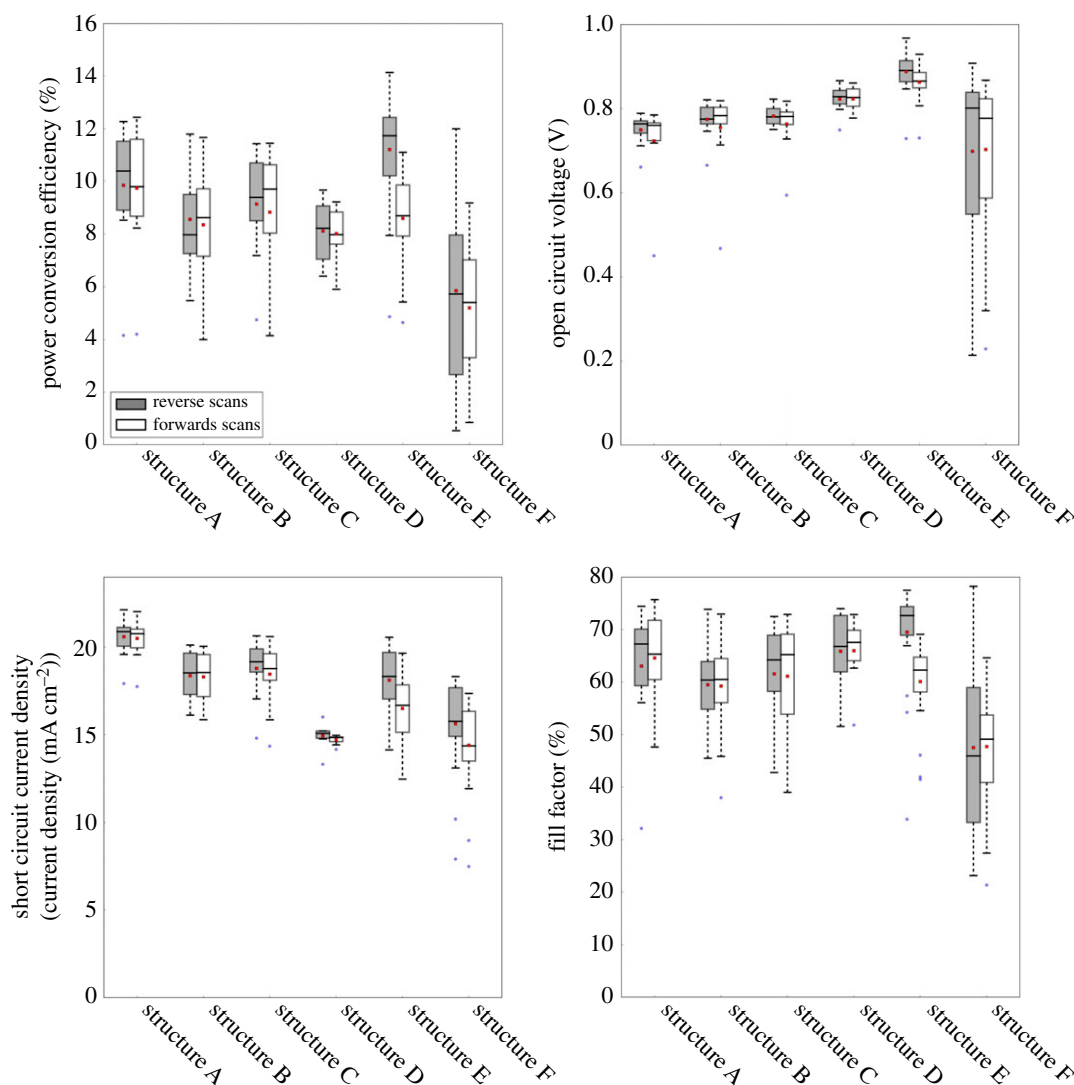 16
14
12
10
8
6
4
2
0
power conversion efficiency (%)
reverse scans
forwards scans
structure A
structure B
structure C
structure D
structure E
structure F
1.0
0.8
0.6
0.4
0.2
0
open circuit voltage (V)
structure A
structure B
structure C
structure D
structure E
structure F
20
15
10
5
0
short circuit current density
(current density (mA cm−2))
structure A
structure B
structure C
structure D
structure E
structure F
80
70
60
50
40
30
20
10
0
fill factor (%)
structure A
structure B
structure C
structure D
structure E
structure F